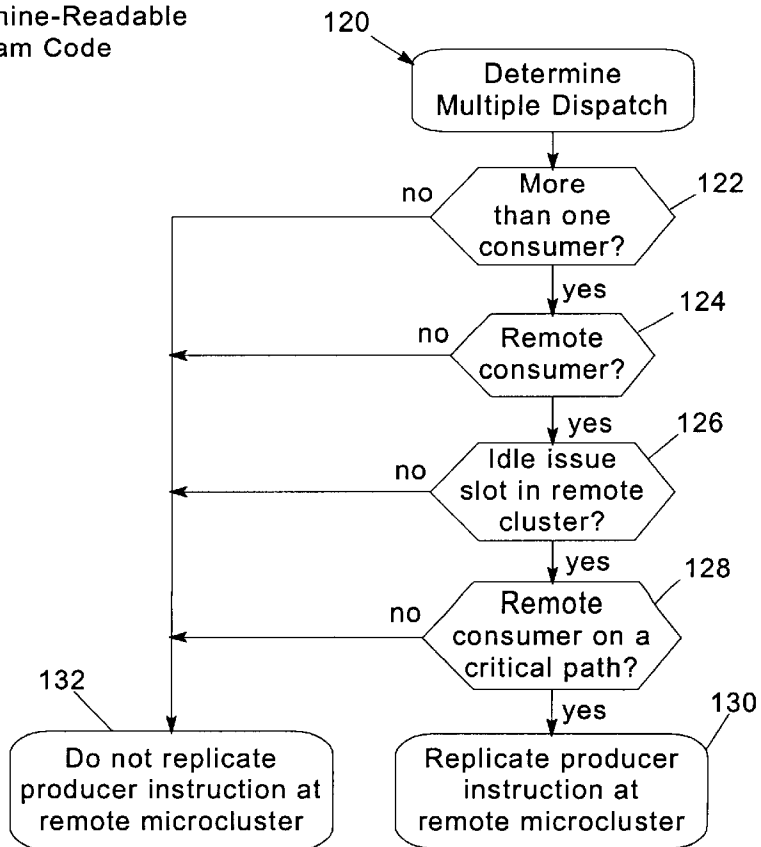 120
am Code
Determine
Multiple Dispatch
no
More
than one
consumer?
122
yes
no
Remote
consumer?
124
yes
no
Idle issue
slot in remote
cluster?
126
yes
no
Remote
consumer on a
critical path?
128
yes
132
Do not replicate
producer instruction at
remote microcluster
130
Replicate producer
instruction at
remote microcluster